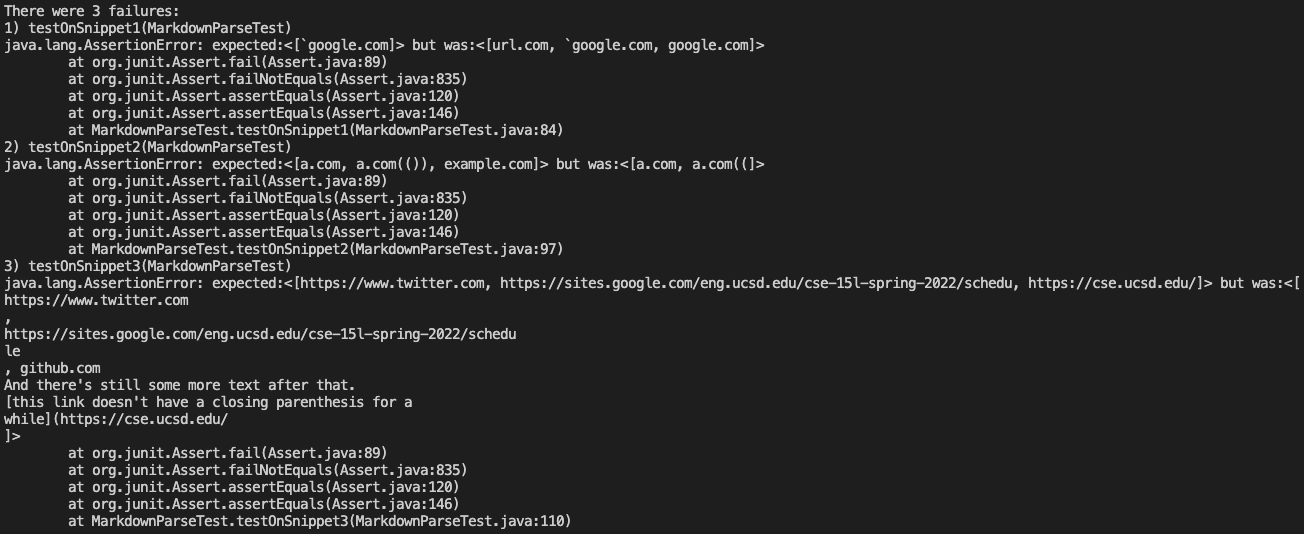 There were 3 failures:
1) testOnSnippet1(MarkdownParseTest)
java.lang.AssertionError: expected:<[`google.com]> but was:<[url.com, `google.com, google.com]>
        at org.junit.Assert.fail(Assert.java:89)
        at org.junit.Assert.failNotEquals(Assert.java:835)
        at org.junit.Assert.assertEquals(Assert.java:120)
        at org.junit.Assert.assertEquals(Assert.java:146)
        at MarkdownParseTest.testOnSnippet1(MarkdownParseTest.java:84)
2) testOnSnippet2(MarkdownParseTest)
java.lang.AssertionError: expected:<[a.com, a.com(()), example.com]> but was:<[a.com, a.com((]>
        at org.junit.Assert.fail(Assert.java:89)
        at org.junit.Assert.failNotEquals(Assert.java:835)
        at org.junit.Assert.assertEquals(Assert.java:120)
        at org.junit.Assert.assertEquals(Assert.java:146)
        at MarkdownParseTest.testOnSnippet2(MarkdownParseTest.java:97)
3) testOnSnippet3(MarkdownParseTest)
java.lang.AssertionError: expected:<[https://www.twitter.com, https://sites.google.com/eng.ucsd.edu/cse-15l-spring-2022/schedu, https://cse.ucsd.edu/]> but was:<[
https://www.twitter.com
,
https://sites.google.com/eng.ucsd.edu/cse-15l-spring-2022/schedu
le
, github.com
And there's still some more text after that.
[this link doesn't have a closing parenthesis for a
while](https://cse.ucsd.edu/
]>
        at org.junit.Assert.fail(Assert.java:89)
        at org.junit.Assert.failNotEquals(Assert.java:835)
        at org.junit.Assert.assertEquals(Assert.java:120)
        at org.junit.Assert.assertEquals(Assert.java:146)
        at MarkdownParseTest.testOnSnippet3(MarkdownParseTest.java:110)